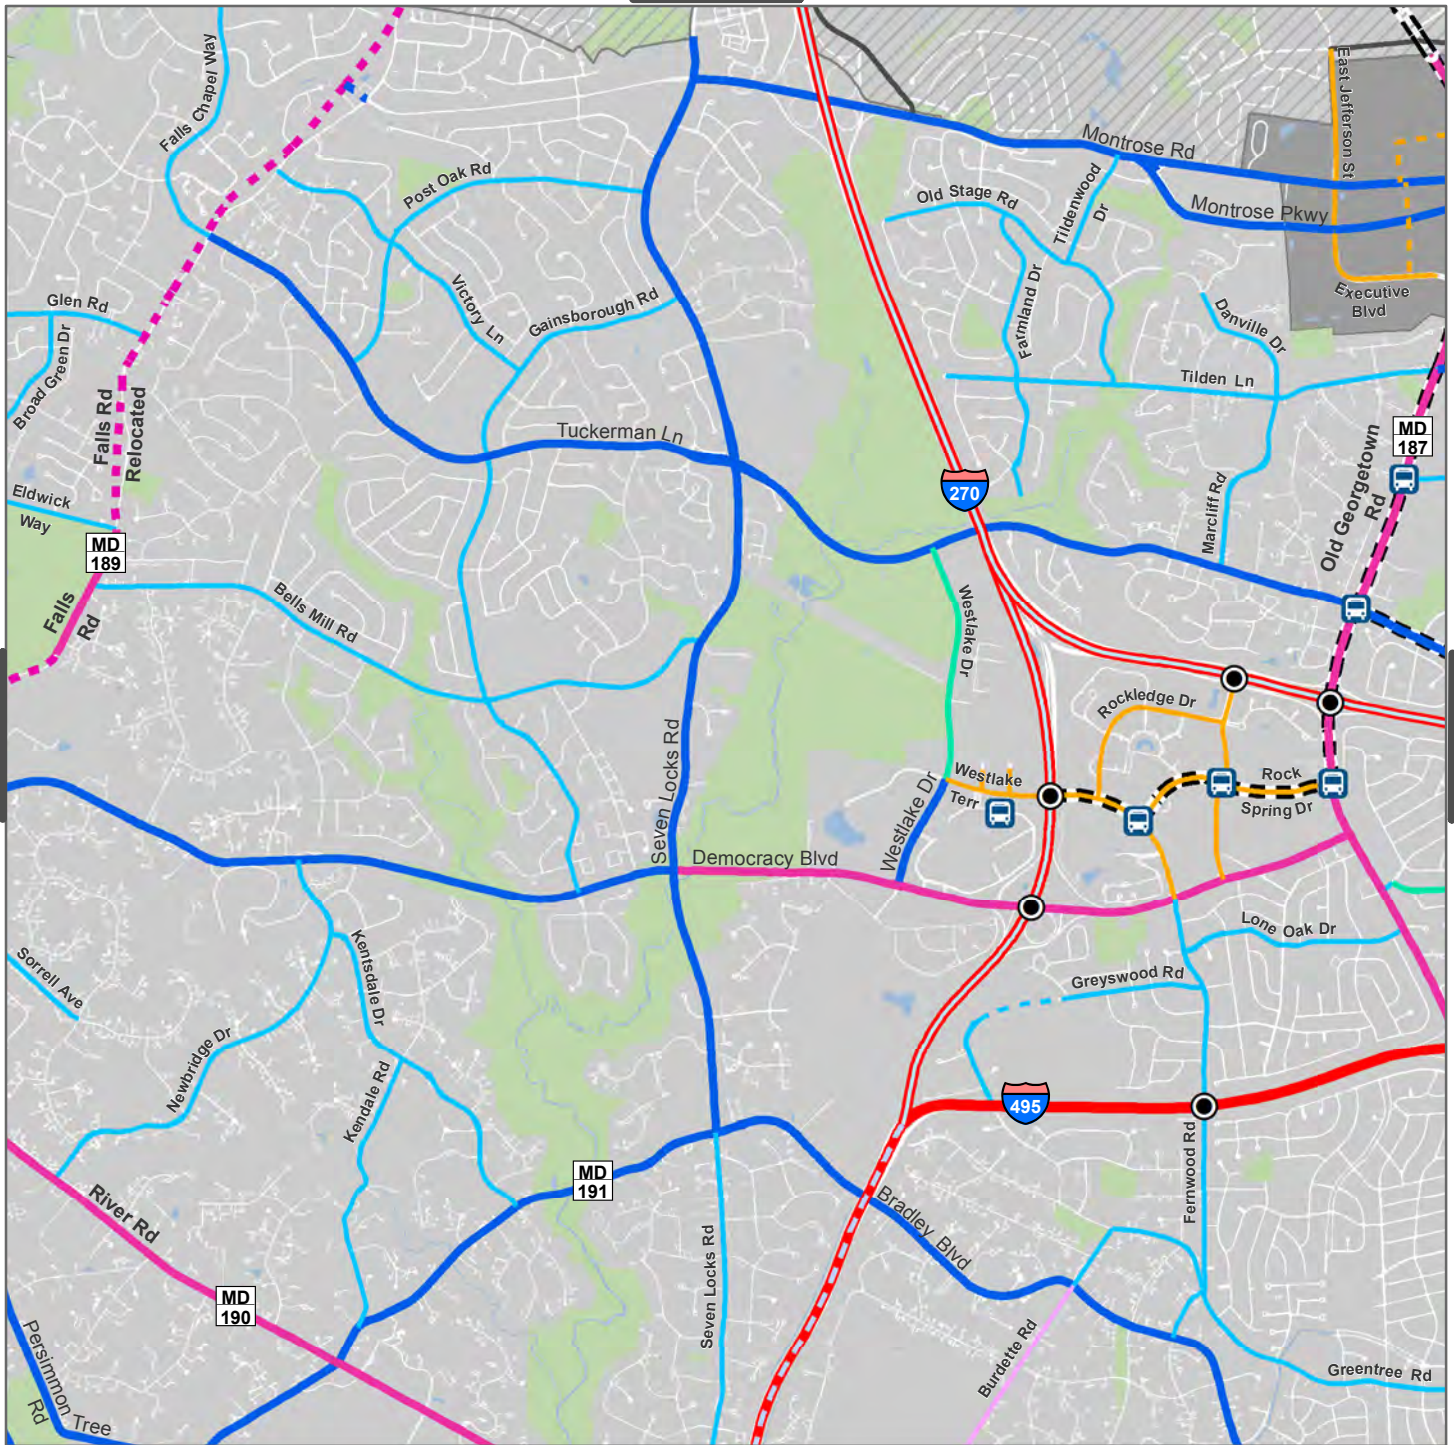 Falls Chapel Way
East Jefferson St
Montrose Rd
Post Oak Rd
Tildenwood
Dr
Old Stage Rd
Montrose Pkwy
Executive
Blvd
Glen Rd
Broad Green Dr
Victory Ln
Gainsborough Rd
Farmland Dr
Danville Dr
Tilden Ln
Falls Rd
Relocated
Tuckerman Ln
MD
187
270
Old Georgetown
Rd
Marcliff Rd
Eldwick
Way
MD
189
Falls
Rd
Bells Mill Rd
Westlake Dr
Rockledge Dr
Seven Locks Rd
Westlake
Terr
Rock
Spring Dr
Westlake Dr
Democracy Blvd
Lone Oak Dr
Kentsdale Dr
Sorrell Ave
Greyswood Rd
Newbridge Dr
Kendale Rd
495
Fernwood Rd
MD
191
River Rd
Bradley Blvd
MD
190
Seven Locks Rd
Burdette Rd
Greentree Rd
Persimmon Tree
Rd